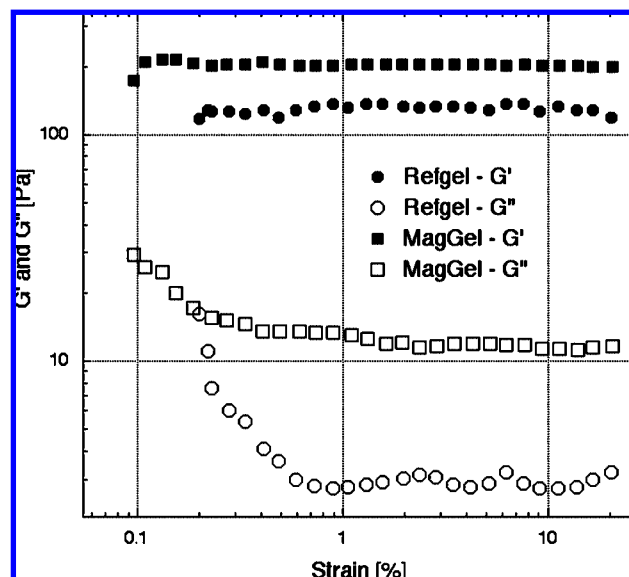 G' and G'' [Pa]
100
10
Refgel - G'
Refgel - G''
MagGel - G'
MagGel - G''
0.1
1
10
Strain [%]